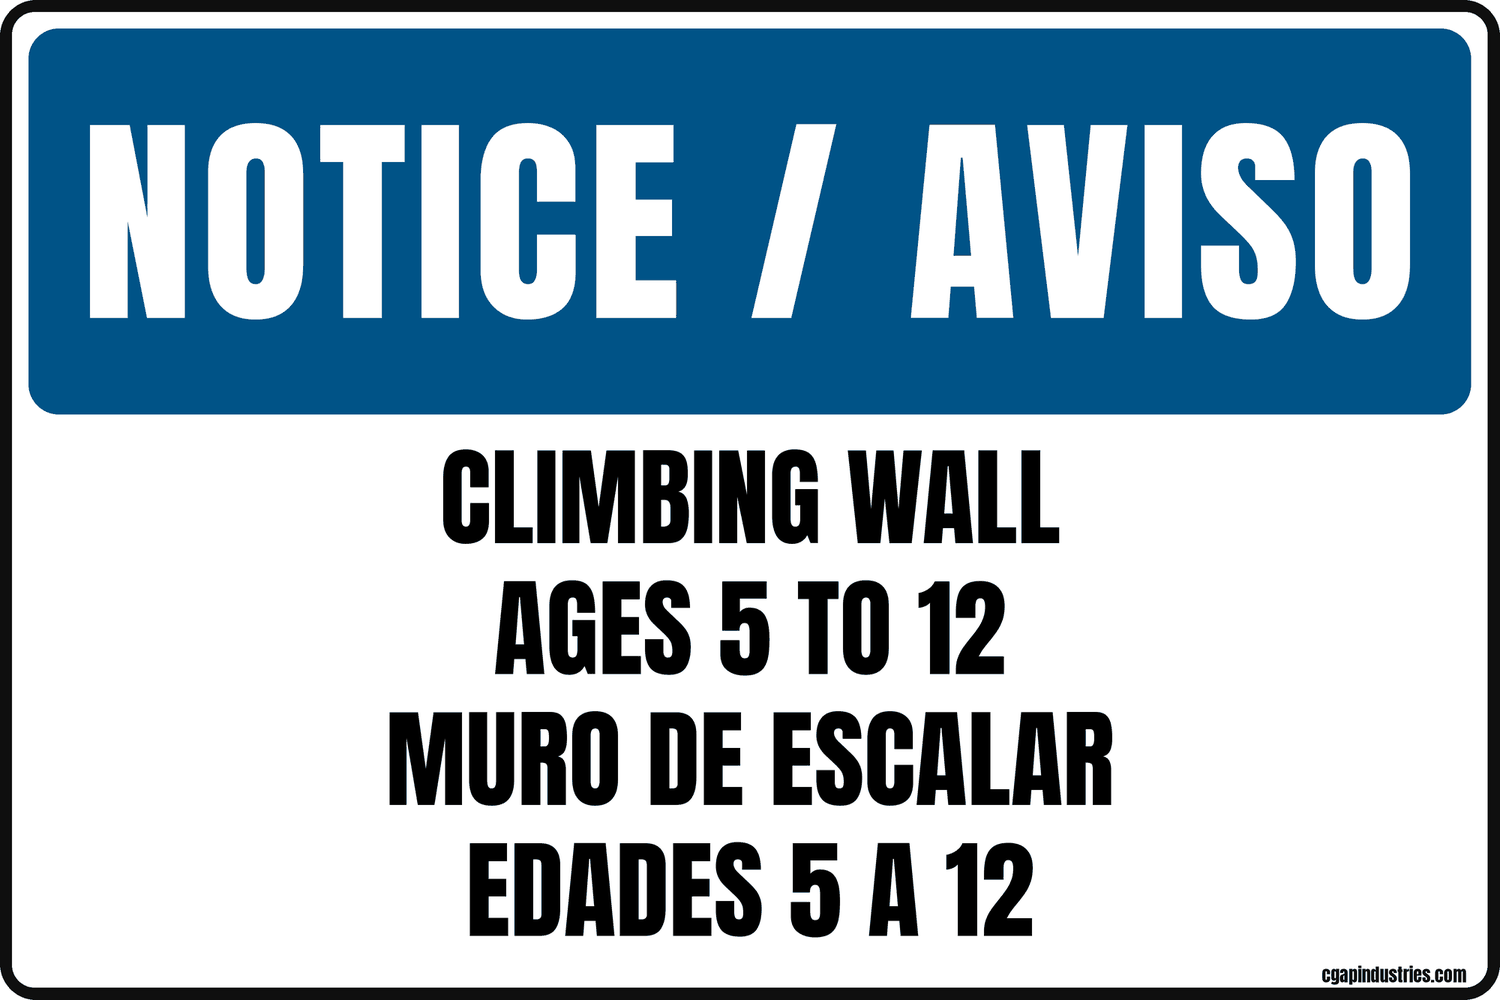 NOTICE / AVISO
CLIMBING WALL
AGES 5 TO 12
MURO DE ESCALAR
EDADES 5 A 12
cgapindustries.com